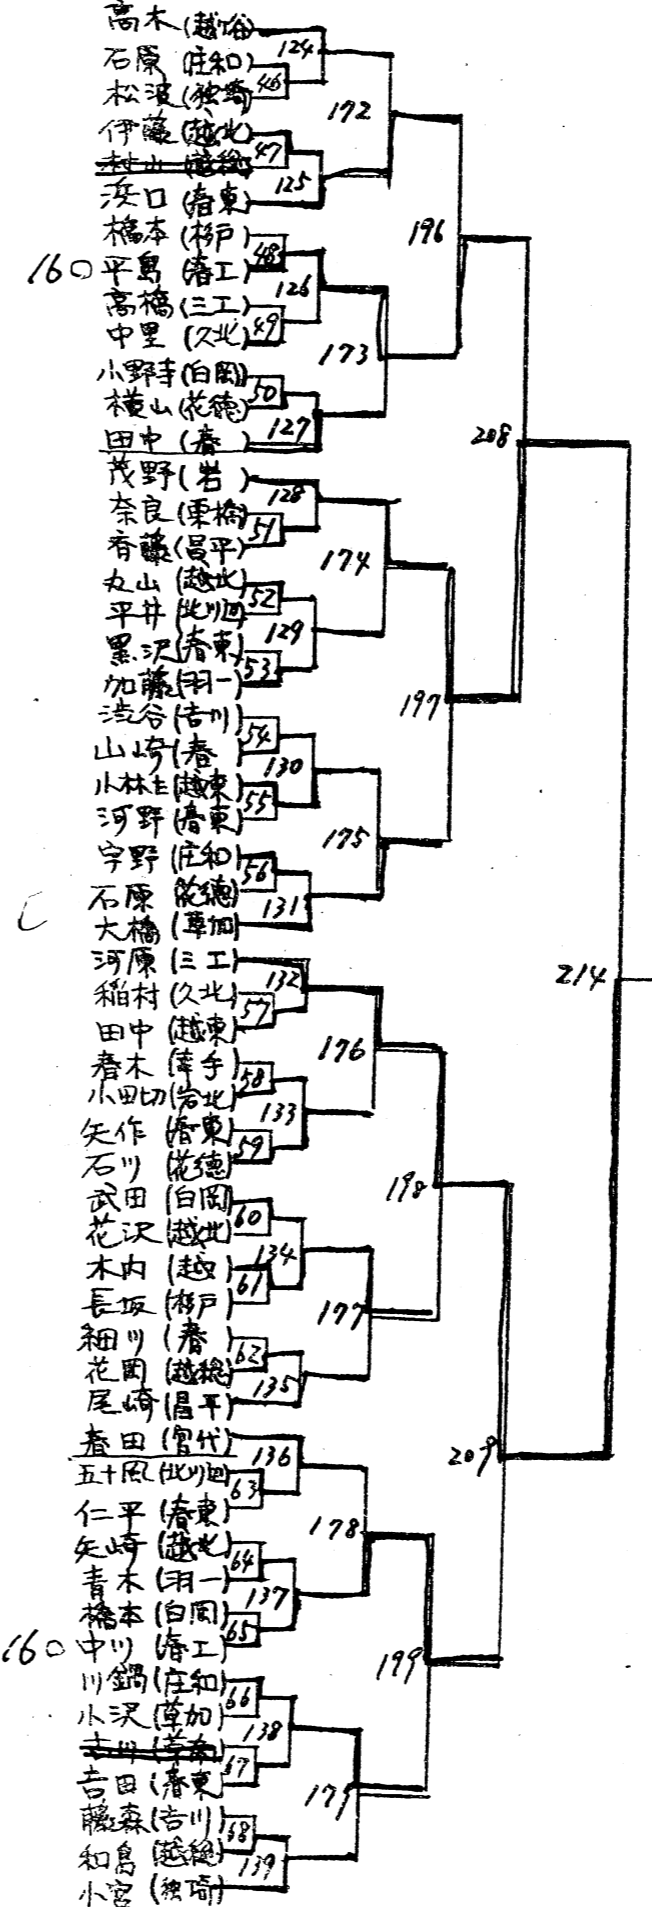 高木 (越谷)
石原 (庄和)
松波 (独埼)
伊藤 (越北)
浜口 (春東)
橋本 (杉戸)
160 平島 (春工)
高橋 (三工)
中里 (久北)
小野寺 (白岡)
横山 (花徳)
田中 (春)
茂野 (岩)
奈良 (栗橋)
斉藤 (昌平)
丸山 (越北)
平井 (北川辺)
黒沢 (春東)
加藤 (羽一)
渋谷 (吉川)
山崎 (春)
小林 (越東)
河野 (春東)
宇野 (庄和)
石原 (花徳)
大橋 (草加)
河原 (三工)
稲村 (久北)
田中 (越東)
春木 (幸手)
小田切 (岩北)
矢作 (春東)
石川 (花徳)
武田 (白岡)
花沢 (越北)
木内 (越)
長坂 (杉戸)
細川 (春)
花岡 (越総)
尾崎 (昌平)
春田 (宮代)
五十嵐 (北川辺)
仁平 (春東)
矢崎 (越北)
青木 (羽一)
橋本 (白岡)
160 中川 (春工)
川鍋 (庄和)
小沢 (草加)
吉田 (春東)
藤森 (吉川)
和島 (越総)
小宮 (独埼)
46
47
48
49
50
51
52
53
54
55
56
57
58
59
60
61
62
63
64
65
66
67
68
124
125
126
127
128
129
130
131
132
133
134
135
136
137
138
139
172
173
174
175
176
177
178
179
196
197
198
199
208
209
214